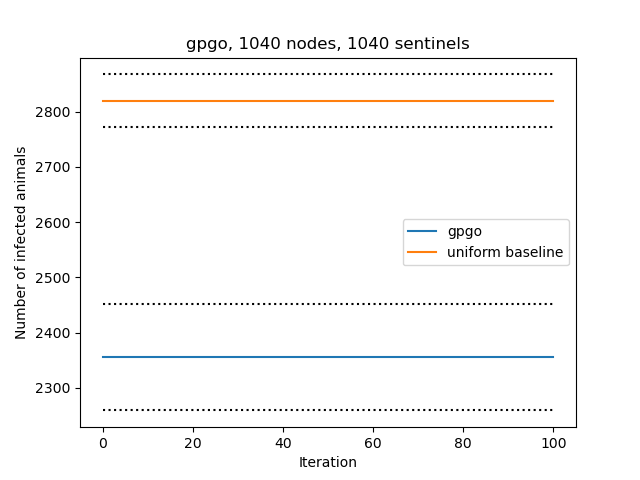 gpgo, 1040 nodes, 1040 sentinels
Number of infected animals
2800
2700
2600
2500
2400
2300
gpgo
uniform baseline
0 20 40 60 80 100
Iteration